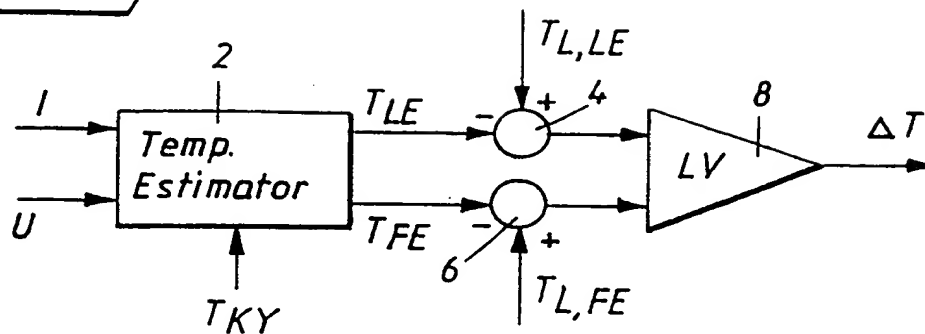 2
T_L,LE
I
T_LE
-
+
4
8
Temp.
Estimator
LV
ΔT
U
T_FE
-
+
6
T_KY
T_L,FE